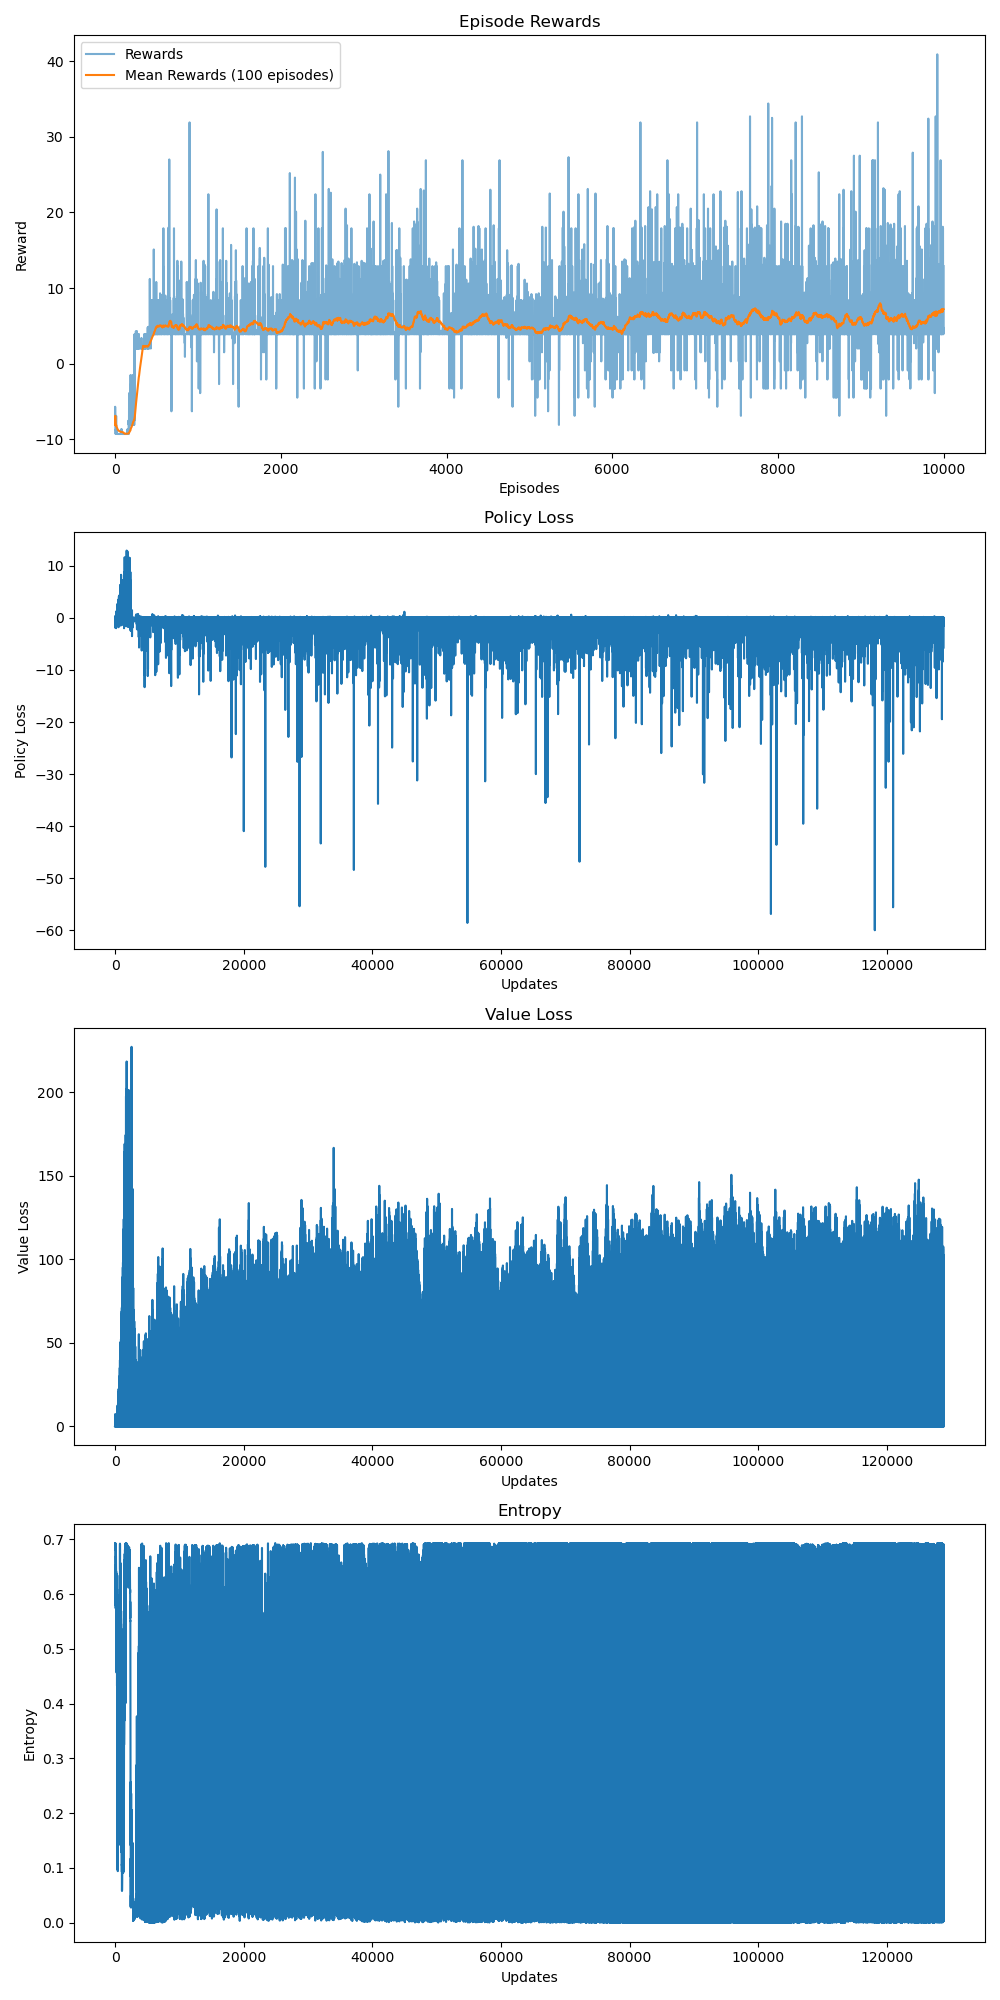 Episode Rewards
Rewards
Mean Rewards (100 episodes)
40
30
20
10
0
−10
Reward
0 2000 4000 6000 8000 10000
Episodes
Policy Loss
10
0
−10
−20
−30
−40
−50
−60
Policy Loss
0 20000 40000 60000 80000 100000 120000
Updates
Value Loss
200
150
100
50
0
Value Loss
0 20000 40000 60000 80000 100000 120000
Updates
Entropy
0.7
0.6
0.5
0.4
0.3
0.2
0.1
0.0
Entropy
0 20000 40000 60000 80000 100000 120000
Updates